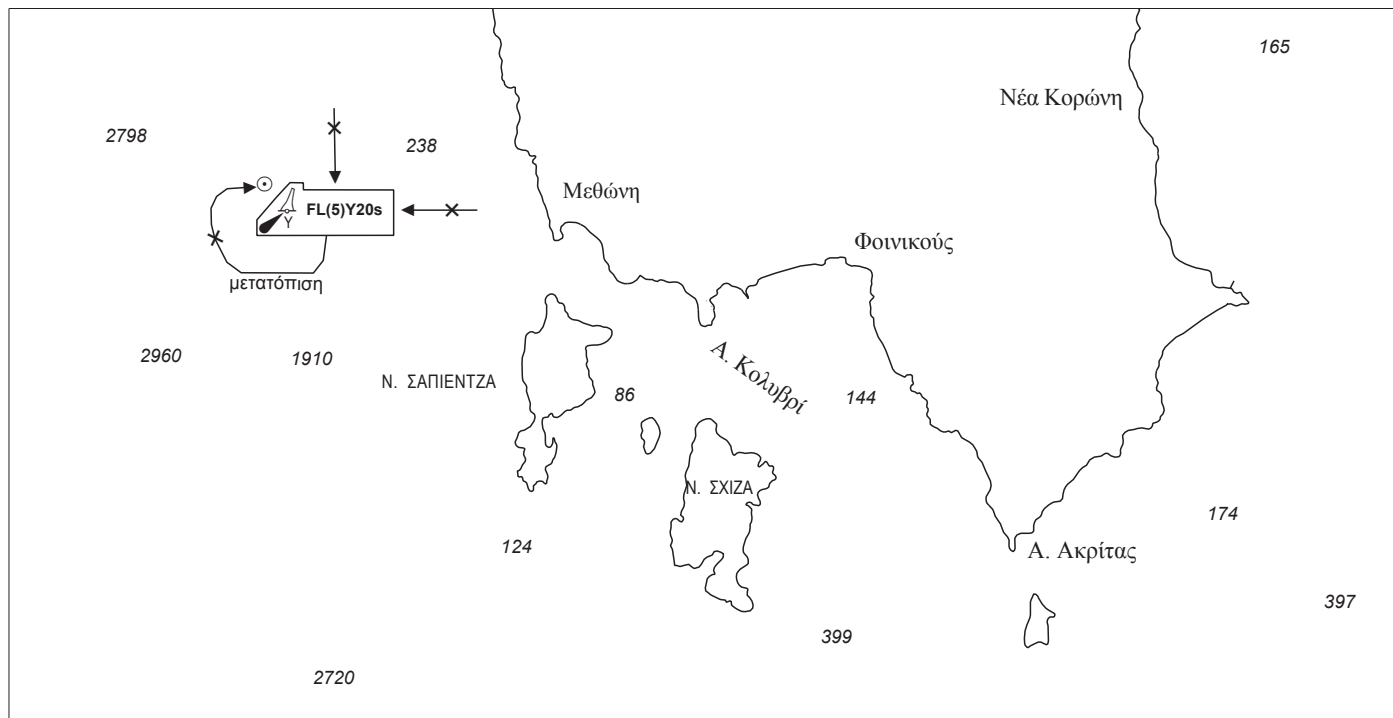 165
Νέα Κορώνη
2798
238
FL(5)Y20s
Y
Μεθώνη
Φοινικούς
μετατόπιση
2960
1910
Ν. ΣΑΠΙΕΝΤΖΑ
86
Α. Κολυβρί
144
Ν. ΣΧΙΖΑ
174
124
Α. Ακρίτας
397
399
2720